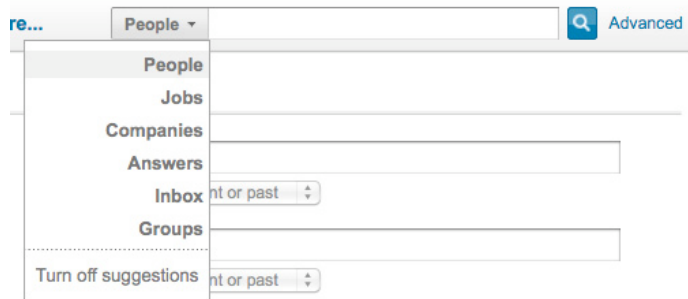 re... People Advanced
People
Jobs
Companies
Answers
Inbox
nt or past
Groups
Turn off suggestions
nt or past